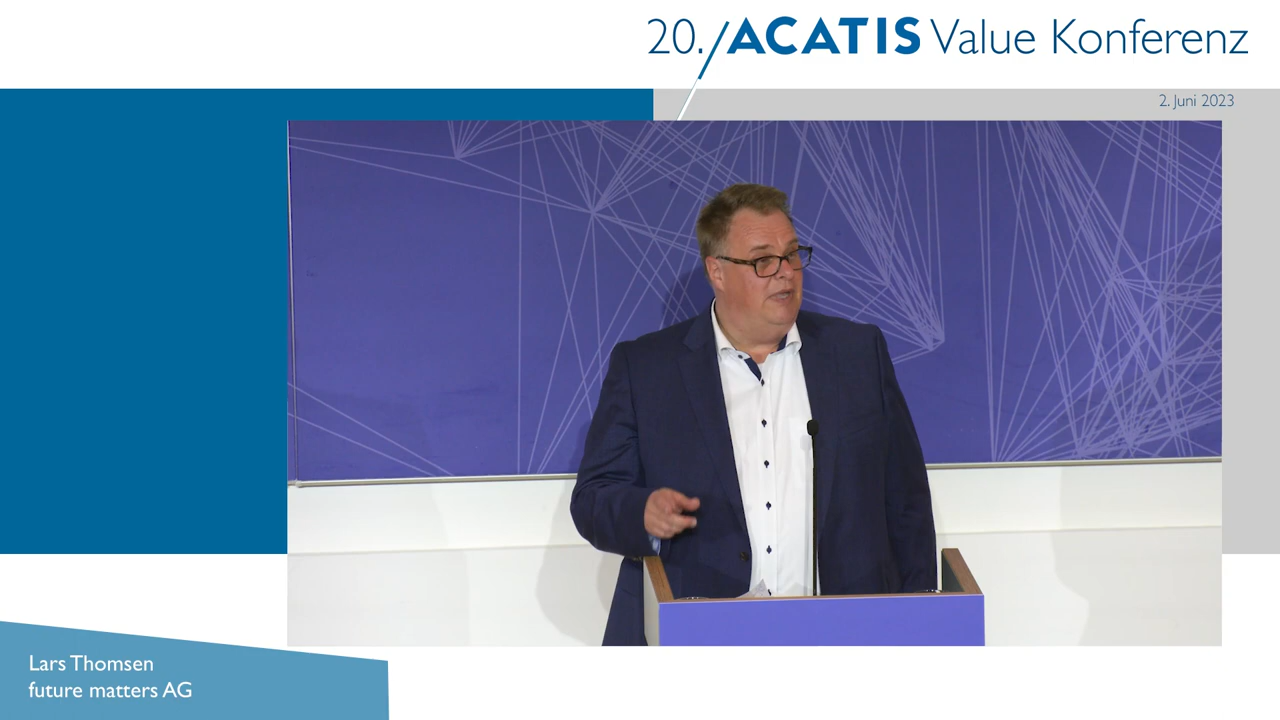 20. ACATIS Value Konferenz
2. Juni 2023
Lars Thomsen
future matters AG